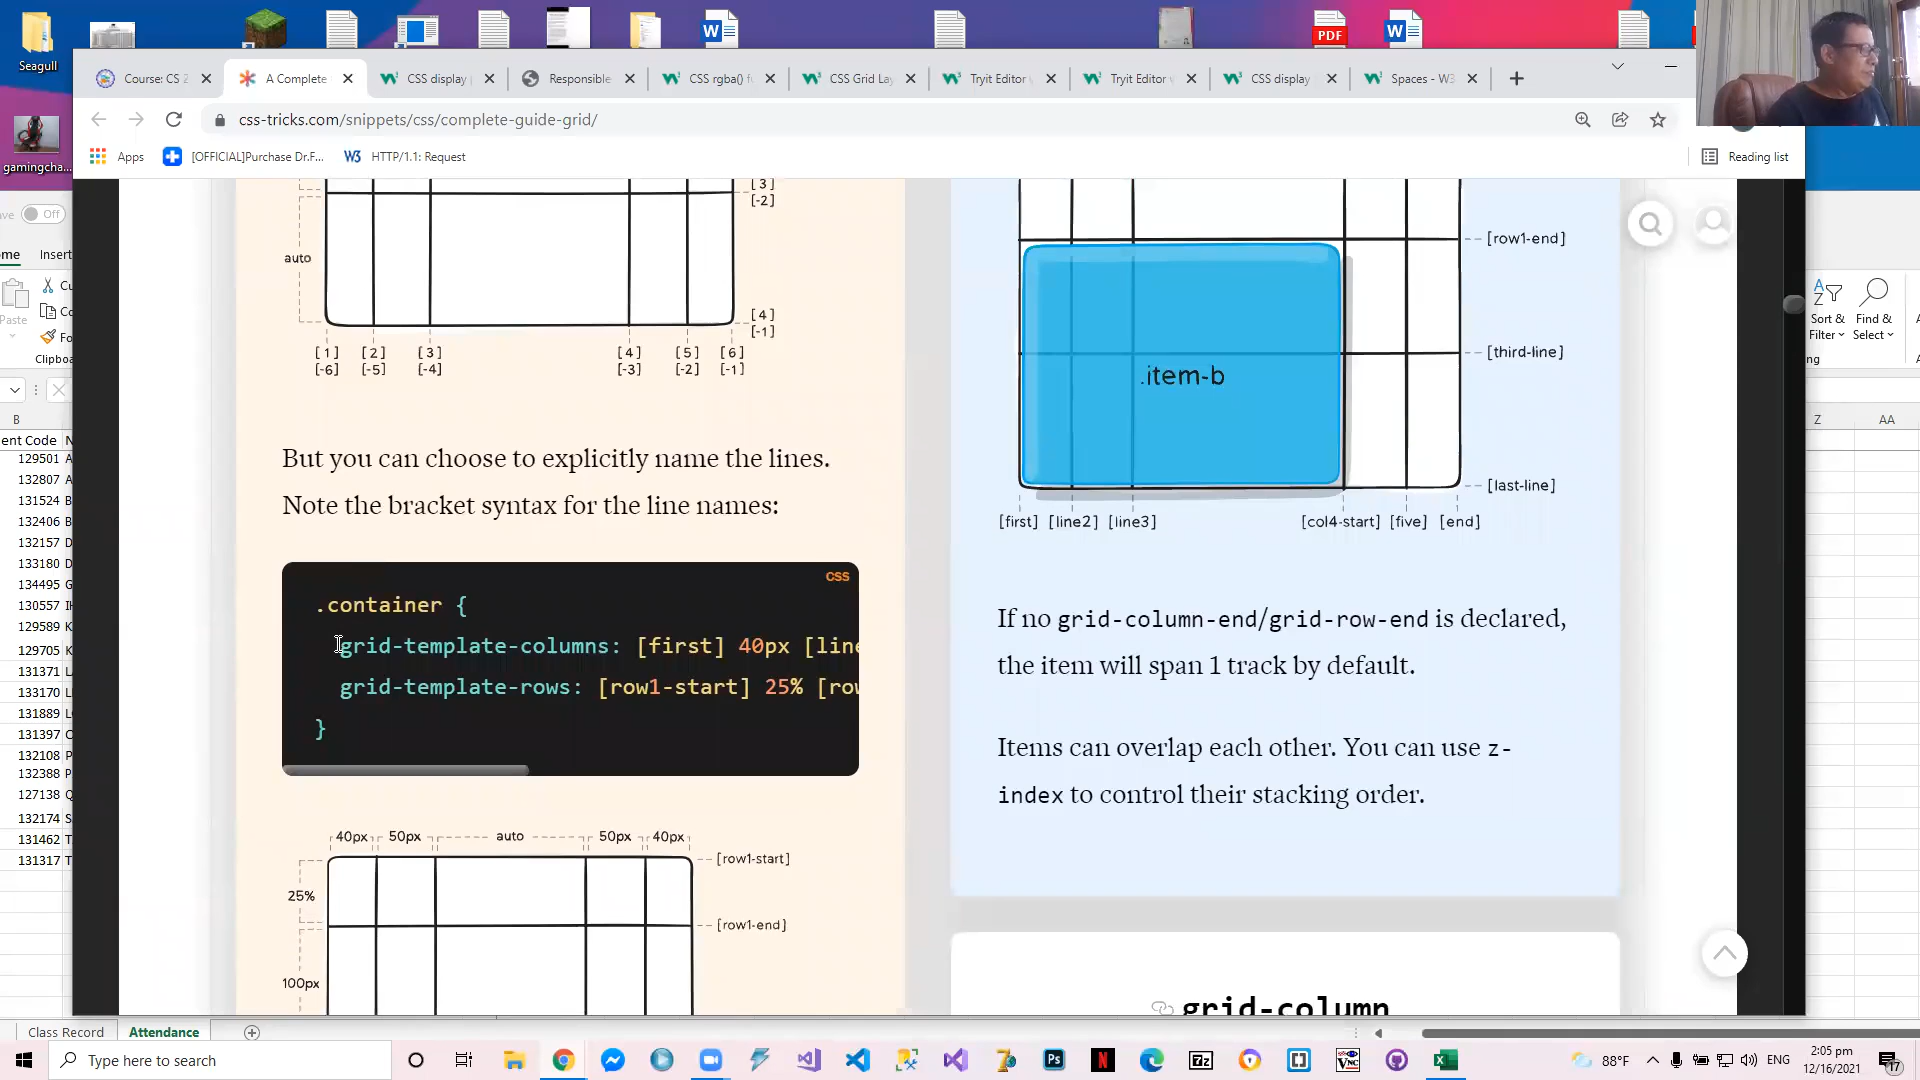 Seagull
W
PDF
W
gamingcha...
Course: CS 2
A Complete
CSS display
Responsible
CSS rgba() f
CSS Grid La
Tryit Editor
Tryit Editor
CSS display
Spaces - W3
css-tricks.com/snippets/css/complete-guide-grid/
Apps
[OFFICIAL]Purchase Dr.F...
W3
HTTP/1.1: Request
Reading list
Off
Insert
Paste
Clipboa
Sort &
Filter
Find &
Select
B
Z
AA
ent Code
129501 A
132807 A
131524 B
132406 B
132157 D
133180 D
134495 G
130557 IH
129589 K
129705 K
131371 LA
133170 LI
131889 LO
131397 C
132108 P
132388 P
127138 Q
132174 S
131462 T
131317 T
[3]
[-2]
auto
[4]
[-1]
[1] [2] [3] [4] [5] [6]
[-6] [-5] [-4] [-3] [-2] [-1]
But you can choose to explicitly name the lines.
Note the bracket syntax for the line names:
CSS
.container {
grid-template-columns: [first] 40px [line
grid-template-rows: [row1-start] 25% [row
}
40px 50px auto 50px 40px
[row1-start]
25%
[row1-end]
100px
[row1-end]
[third-line]
.item-b
[last-line]
[first] [line2] [line3] [col4-start] [five] [end]
If no grid-column-end/grid-row-end is declared,
the item will span 1 track by default.
Items can overlap each other. You can use z-
index to control their stacking order.
grid-column
Class Record
Attendance
Type here to search
88°F
ENG
2:05 pm
12/16/2021
17